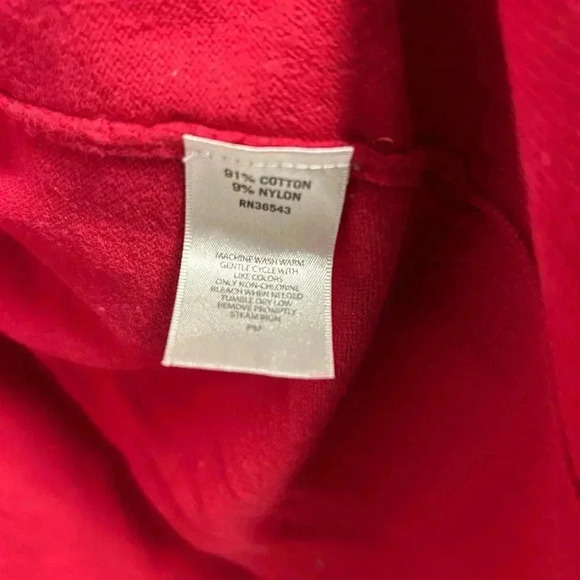 91% COTTON
9% NYLON
RN36543
MACHINE WASH WARM
GENTLE CYCLE WITH
LIKE COLORS
ONLY NON-CHLORINE
BLEACH WHEN NEEDED
TUMBLE DRY LOW
REMOVE PROMPTLY
STEAM IRON